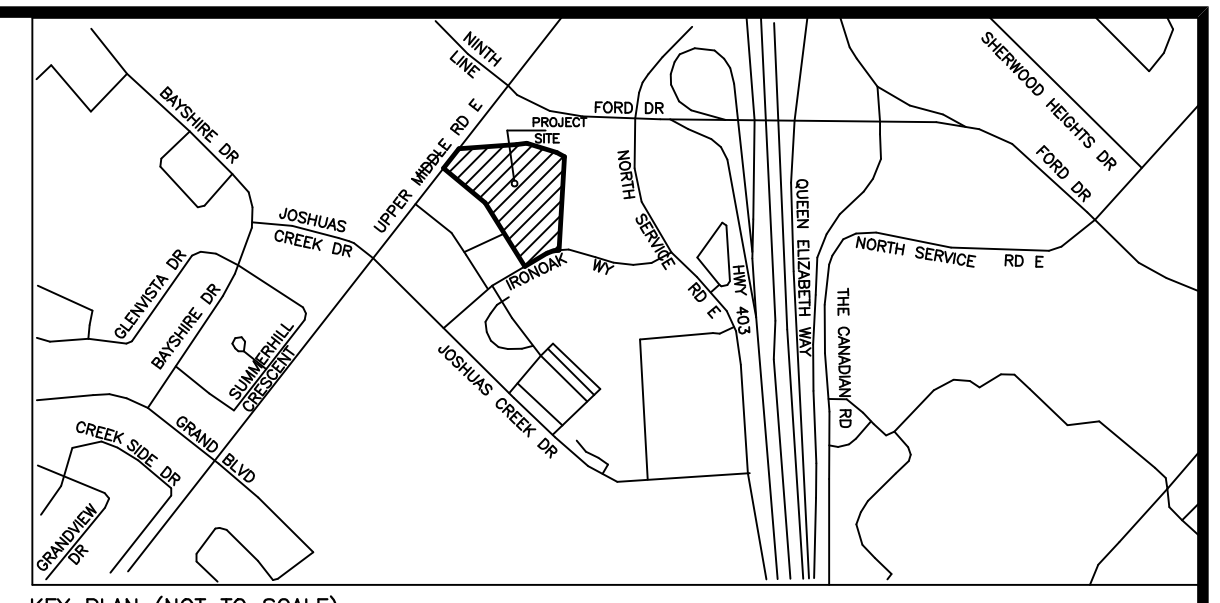 NINTH
LINE
SHERWOOD HEIGHTS DR
BAYSHIRE DR
FORD DR
PROJECT
SITE
UPPER MIDDLE RD E
FORD DR
NORTH SERVICE RD E
QUEEN ELIZABETH WAY
JOSHUAS
CREEK DR
NORTH SERVICE RD E
GLENVISTA DR
IRONOAK WY
HWY 403
BAYSHIRE DR
THE CANADIAN RD
SUMMERHILL
CRESCENT
JOSHUAS CREEK DR
GRAND BLVD
CREEK SIDE DR
GRANDVIEW
DR
KEY PLAN (NOT TO SCALE)